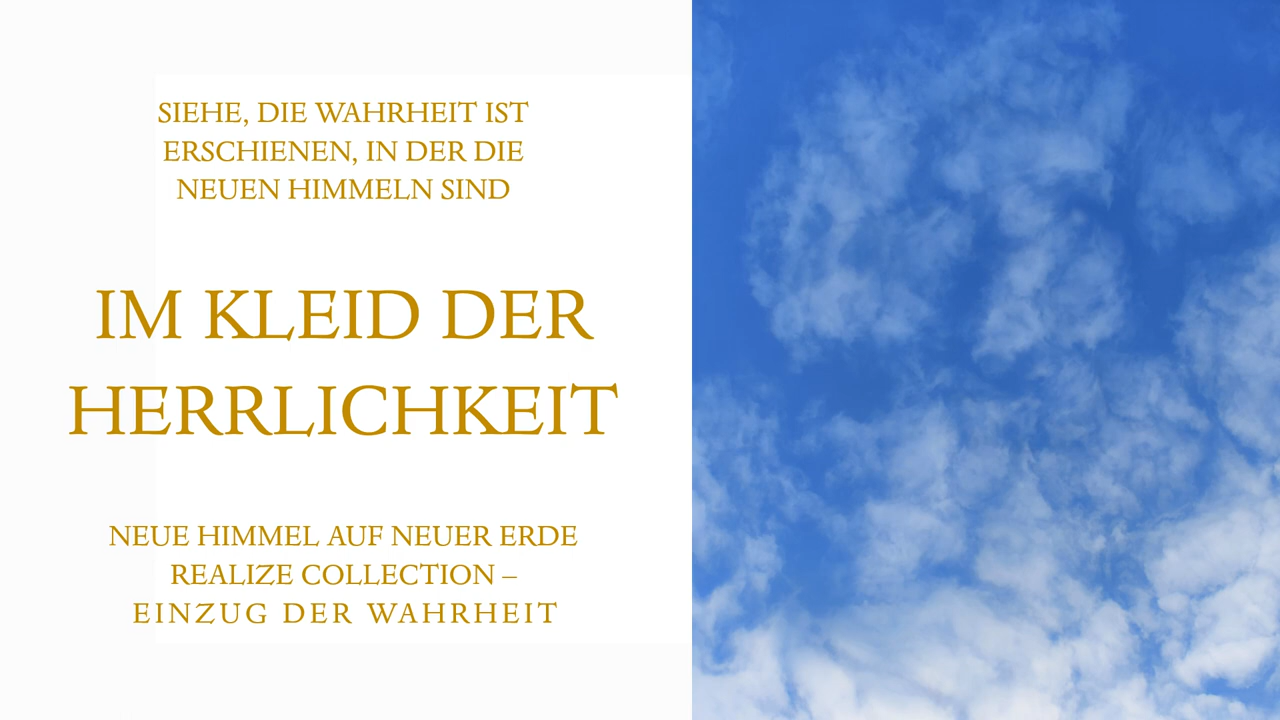 SIEHE, DIE WAHRHEIT IST
ERSCHIENEN, IN DER DIE
NEUEN HIMMELN SIND
IM KLEID DER
HERRLICHKEIT
NEUE HIMMEL AUF NEUER ERDE
REALIZE COLLECTION –
EINZUG DER WAHRHEIT